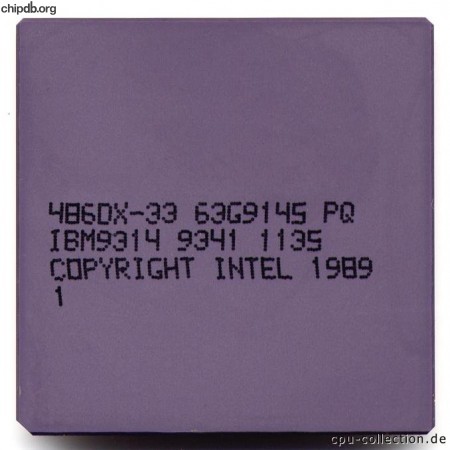 chipdb.org
486DX-33 63G9145 PQ
IBM9314 9341 1135
COPYRIGHT INTEL 1989
1
cpu-collection.de